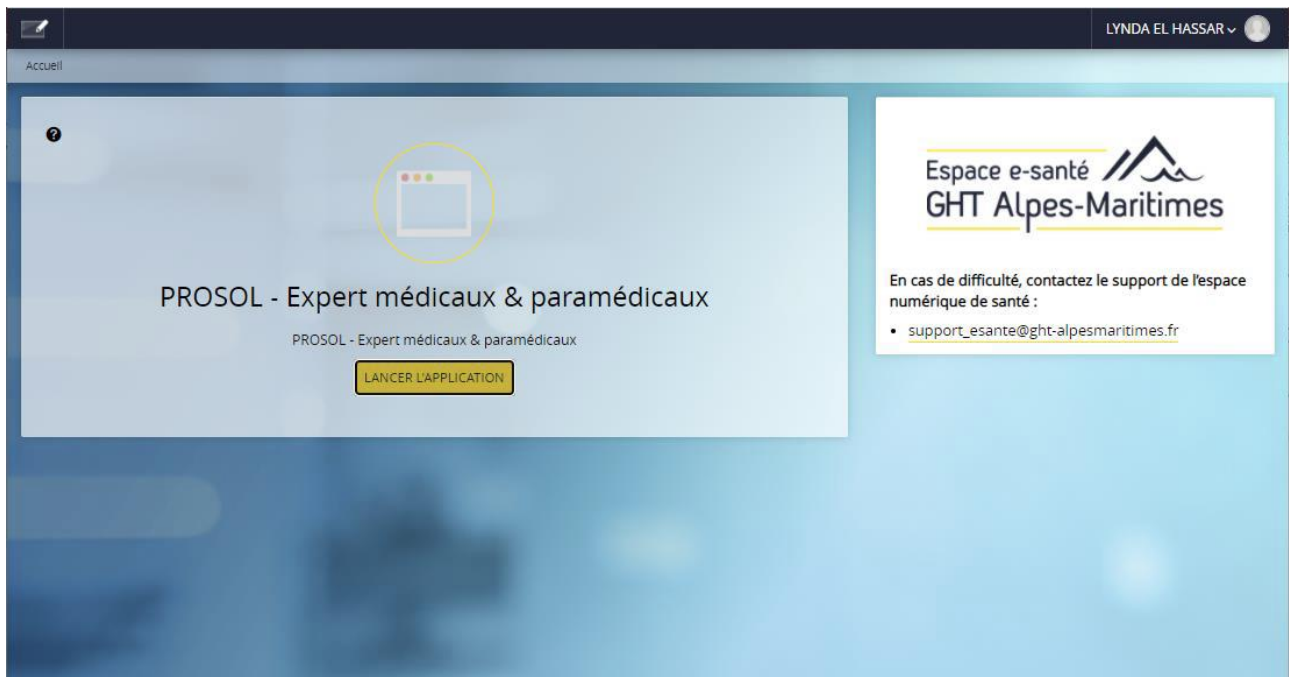 LYNDA EL HASSAR
Accueil
PROSOL - Expert médicaux & paramédicaux
PROSOL - Expert médicaux & paramédicaux
LANCER L'APPLICATION
Espace e-santé
GHT Alpes-Maritimes
En cas de difficulté, contactez le support de l'espace
numérique de santé :
• support_esante@ght-alpesmaritimes.fr